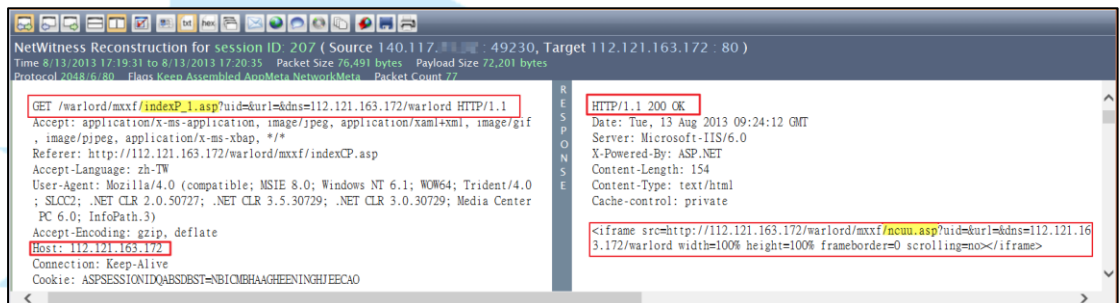 NetWitness Reconstruction for session ID: 207 ( Source 140.117. : 49230, Target 112.121.163.172 : 80 )
Time 8/13/2013 17:19:31 to 8/13/2013 17:20:35 Packet Size 76,491 bytes Payload Size 72,201 bytes
Protocol 2048/6/80 Flags Keep Assembled AppMeta NetworkMeta Packet Count 77
GET /warlord/mxxf/indexP_1.asp?uid=&url=&dns=112.121.163.172/warlord HTTP/1.1
Accept: application/x-ms-application, image/jpeg, application/xaml+xml, image/gif
, image/pjpeg, application/x-ms-xbap, */*
Referer: http://112.121.163.172/warlord/mxxf/indexCP.asp
Accept-Language: zh-TW
User-Agent: Mozilla/4.0 (compatible; MSIE 8.0; Windows NT 6.1; WOW64; Trident/4.0
; SLCC2; .NET CLR 2.0.50727; .NET CLR 3.5.30729; .NET CLR 3.0.30729; Media Center
PC 6.0; InfoPath.3)
Accept-Encoding: gzip, deflate
Host: 112.121.163.172
Connection: Keep-Alive
Cookie: ASPSESSIONIDQABSDBST=NBICMBHAAGHEENINGHJEECAO
RESPONSE
HTTP/1.1 200 OK
Date: Tue, 13 Aug 2013 09:24:12 GMT
Server: Microsoft-IIS/6.0
X-Powered-By: ASP.NET
Content-Length: 154
Content-Type: text/html
Cache-control: private
<iframe src=http://112.121.163.172/warlord/mxxf/ncuu.asp?uid=&url=&dns=112.121.16
3.172/warlord width=100% height=100% frameborder=0 scrolling=no></iframe>